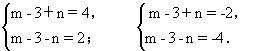 m - 3+n = 4, m - 3+n = -2,
m - 3 - n = 2; m - 3 - n = -4.